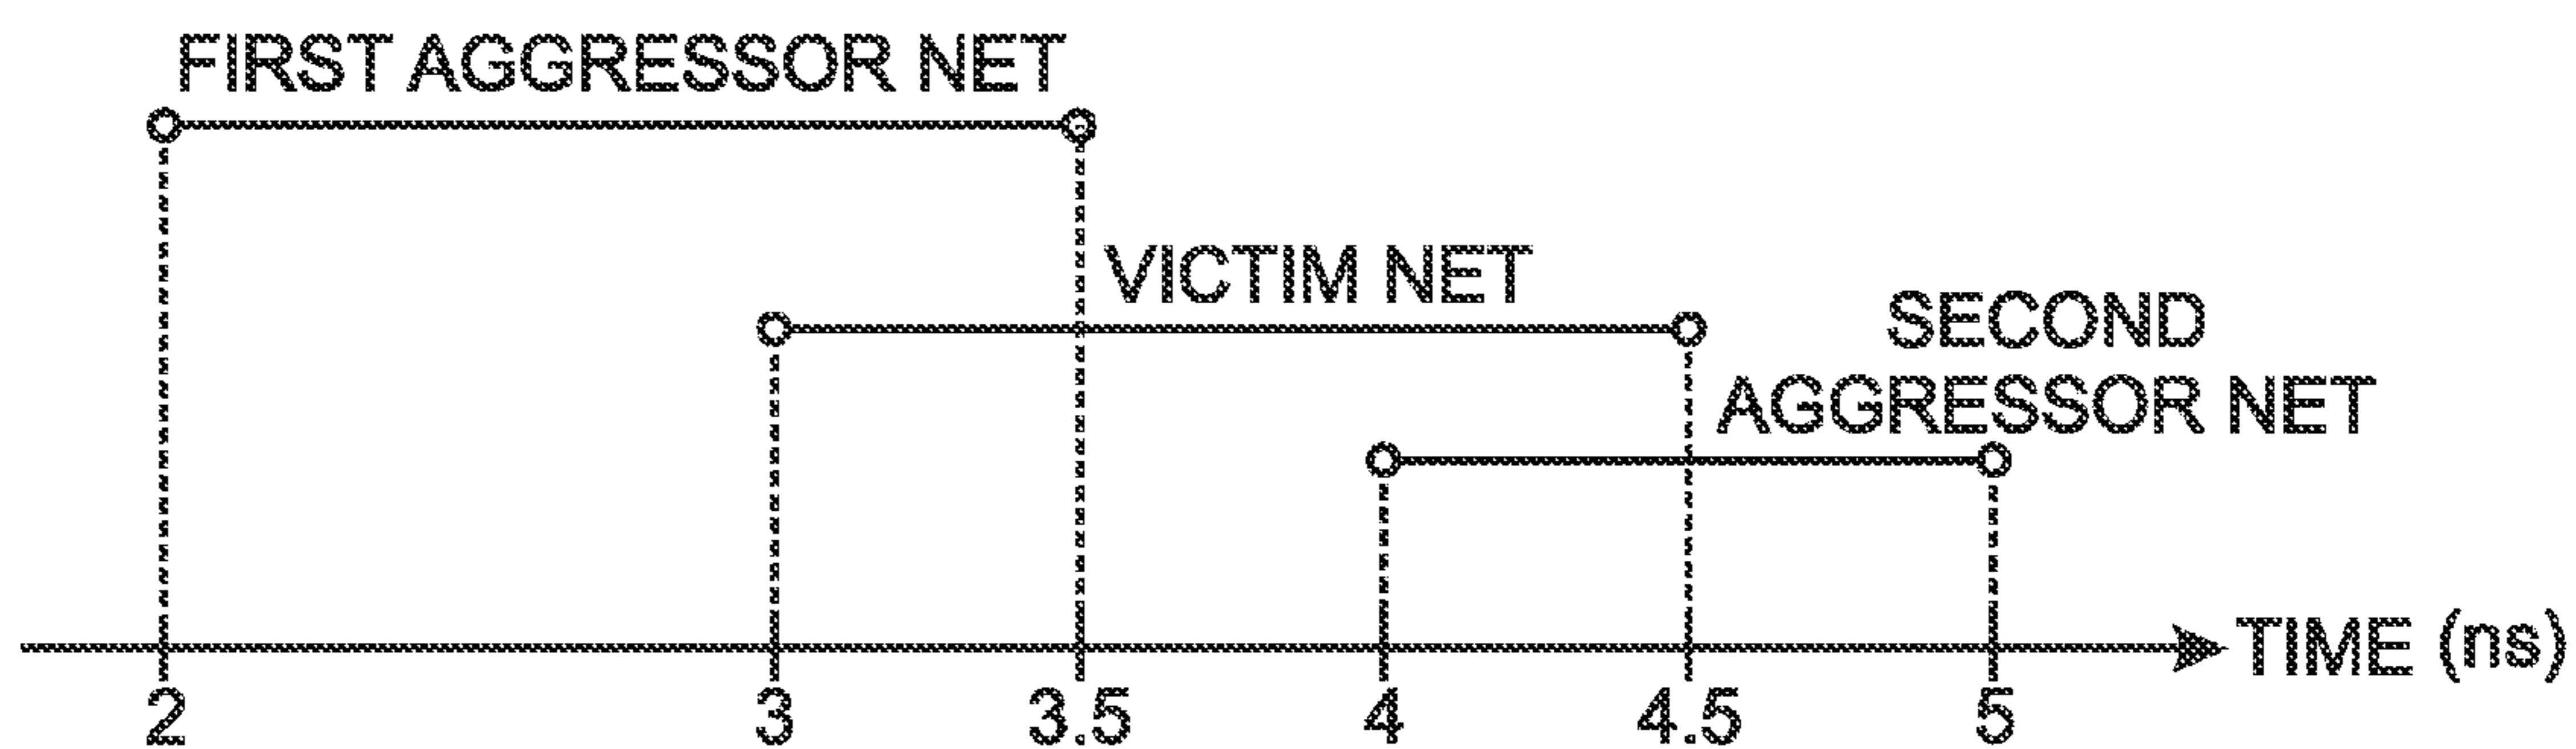 FIRST AGGRESSOR NET
VICTIM NET
SECOND
AGGRESSOR NET
TIME (ns)
2 3 3.5 4 4.5 5